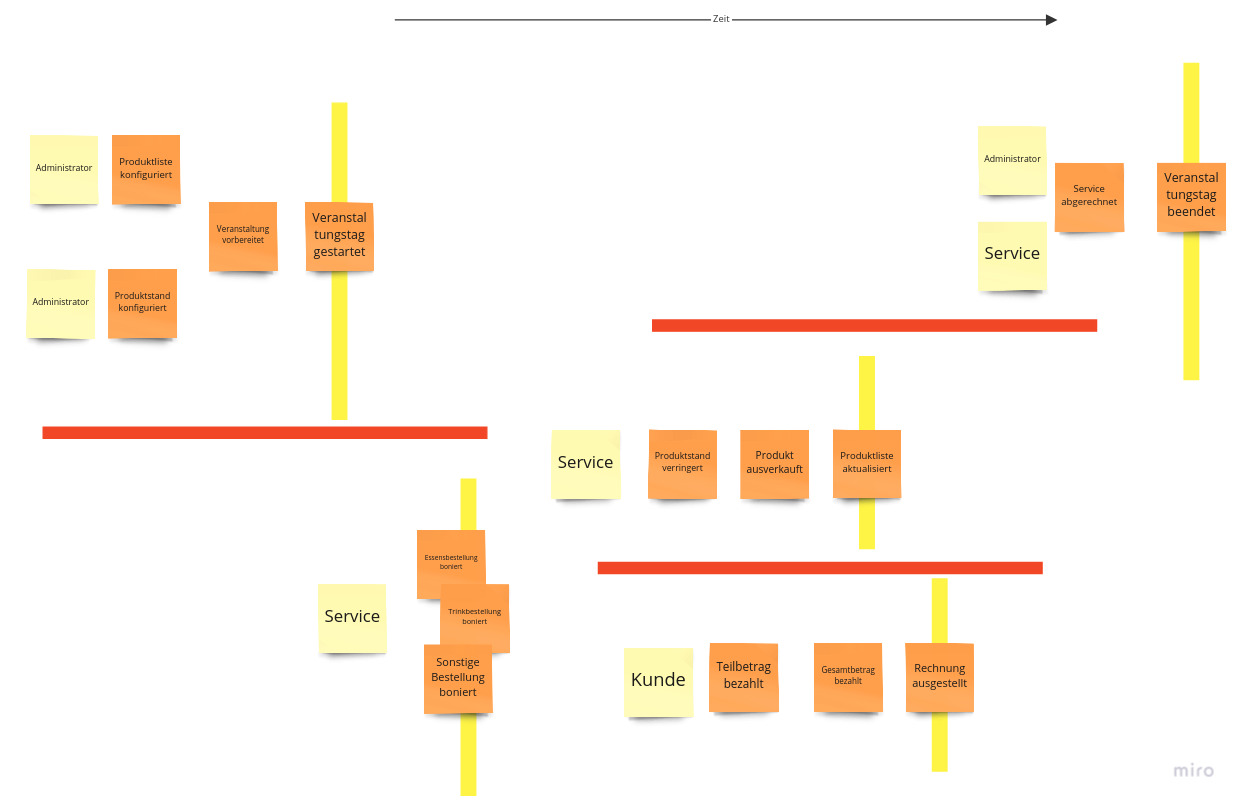 Zeit
Administrator
Produktliste
konfiguriert
Veranstaltung
vorbereitet
Veranstal
tungstag
gestartet
Administrator
Produktstand
konfiguriert
Administrator
Service
abgerechnet
Veranstal
tungstag
beendet
Service
Service
Produktstand
verringert
Produkt
ausverkauft
Produktliste
aktualisiert
Essensbestellung
boniert
Service
Trinkbestellung
boniert
Sonstige
Bestellung
boniert
Kunde
Teilbetrag
bezahlt
Gesamtbetrag
bezahlt
Rechnung
ausgestellt
miro